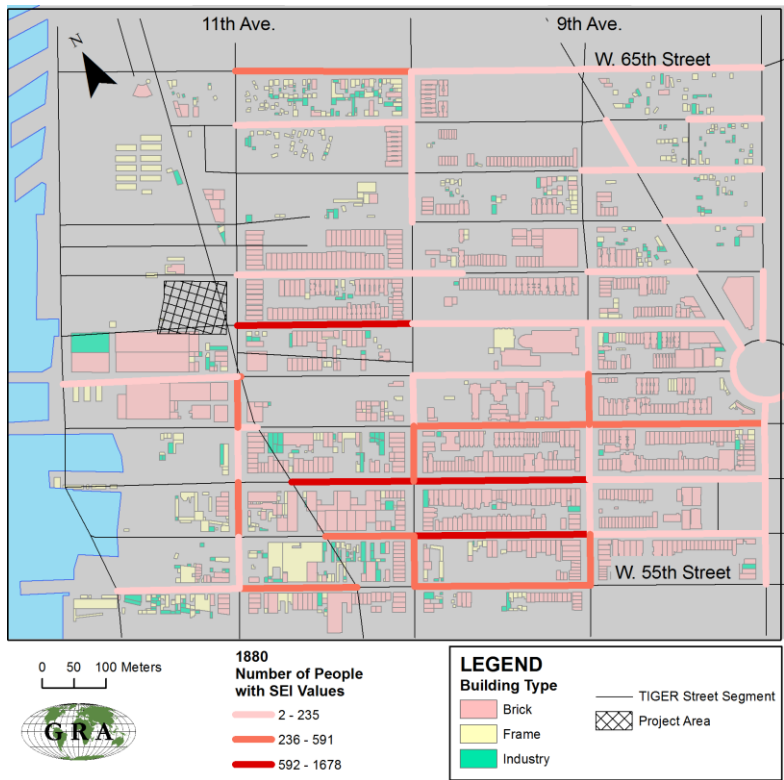 11th Ave.
9th Ave.
N
W. 65th Street
W. 55th Street
0 50 100 Meters
GRA
1880
Number of People
with SEI Values
2 - 235
236 - 591
592 - 1678
LEGEND
Building Type
Brick
Frame
Industry
TIGER Street Segment
Project Area